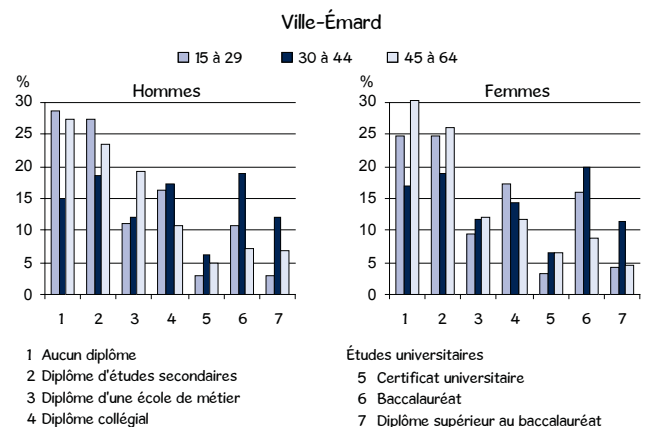 Ville-Émard
15 à 29 30 à 44 45 à 64
%
Hommes
30
25
20
15
10
5
0
1 2 3 4 5 6 7
%
Femmes
30
25
20
15
10
5
0
1 2 3 4 5 6 7
1 Aucun diplôme
2 Diplôme d'études secondaires
3 Diplôme d'une école de métier
4 Diplôme collégial
Études universitaires
5 Certificat universitaire
6 Baccalauréat
7 Diplôme supérieur au baccalauréat